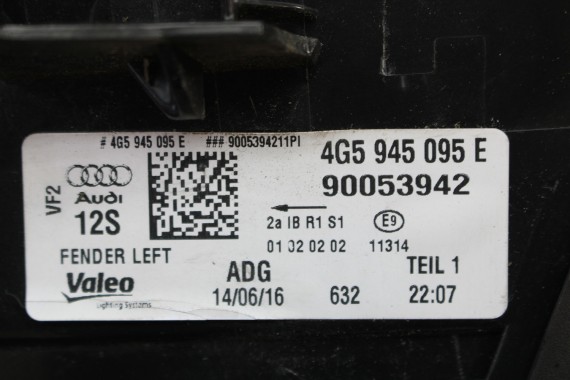 # 4G5 945 095 E ### 9005394211PI
4G5 945 095 E
90053942
VF2
Audi
12S
2a IB R1 S1 E9
01 02 02 02 11314
FENDER LEFT
Valeo
Lighting Systems
ADG
TEIL 1
14/06/16 632 22:07